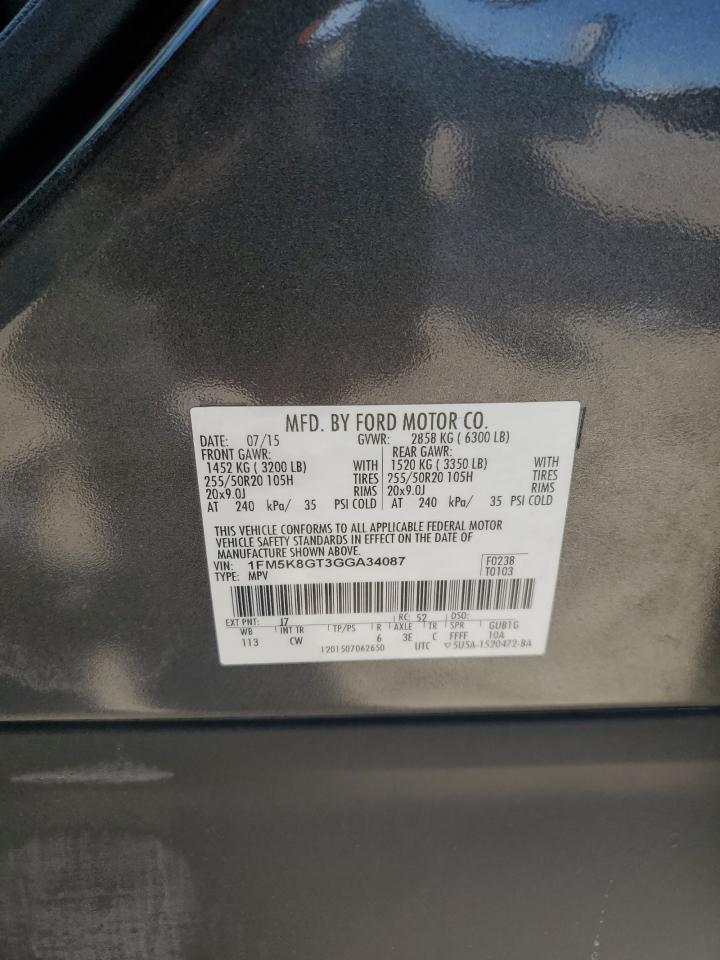 MFD. BY FORD MOTOR CO.
DATE: 07/15 GVWR: 2858 KG ( 6300 LB)
FRONT GAWR: REAR GAWR:
1452 KG ( 3200 LB) WITH 1520 KG ( 3350 LB) WITH
255/50R20 105H TIRES 255/50R20 105H TIRES
20x9.0J RIMS 20x9.0J RIMS
AT 240 kPa/ 35 PSI COLD AT 240 kPa/ 35 PSI COLD
THIS VEHICLE CONFORMS TO ALL APPLICABLE FEDERAL MOTOR
VEHICLE SAFETY STANDARDS IN EFFECT ON THE DATE OF
MANUFACTURE SHOWN ABOVE.
VIN: 1FM5K8GT3GGA34087 F0238
TYPE: MPV T0103
EXT PNT: J7 RC: 52 DSO:
WB INT TR TP/PS R AXLE TR SPR GUB1G
113 CW 6 3E C FFFF 10A
1201507062650 UTC ▽5U5A-1520472-BA